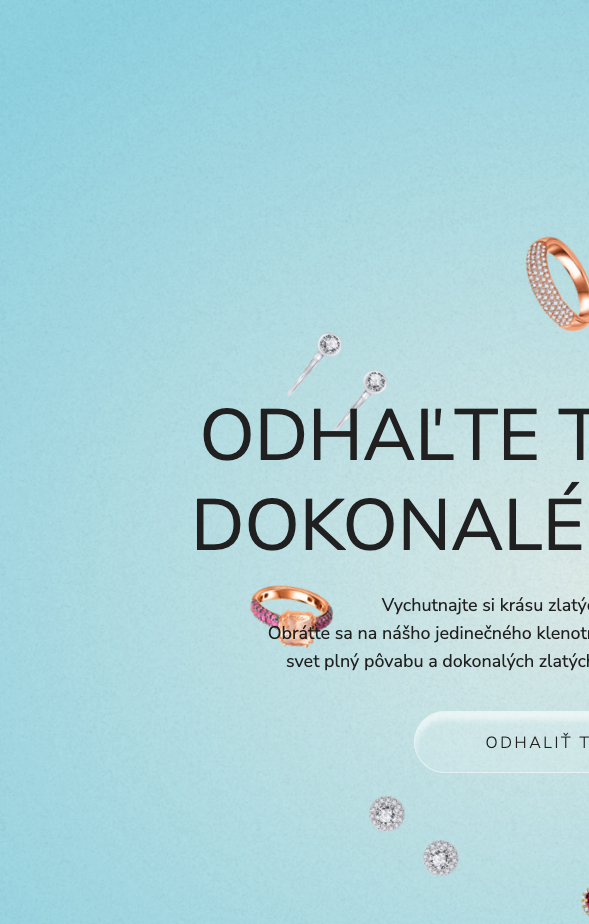 ODHAĽTE T
DOKONALÉ
Vychutnajte si krásu zlatý
Obráťte sa na nášho jedinečného klenot
svet plný pôvabu a dokonalých zlatých
ODHALIŤ T